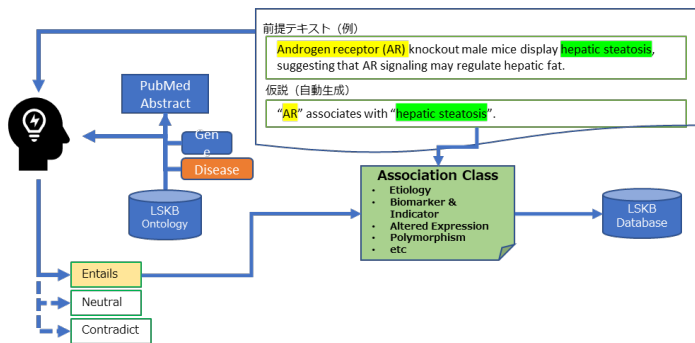 前提テキスト（例）
Androgen receptor (AR) knockout male mice display hepatic steatosis,
suggesting that AR signaling may regulate hepatic fat.
仮説（自動生成）
“AR” associates with “hepatic steatosis”.
PubMed
Abstract
Gen
e
Disease
LSKB
Ontology
Association Class
• Etiology
• Biomarker &
Indicator
• Altered Expression
• Polymorphism
• etc
LSKB
Database
Entails
Neutral
Contradict